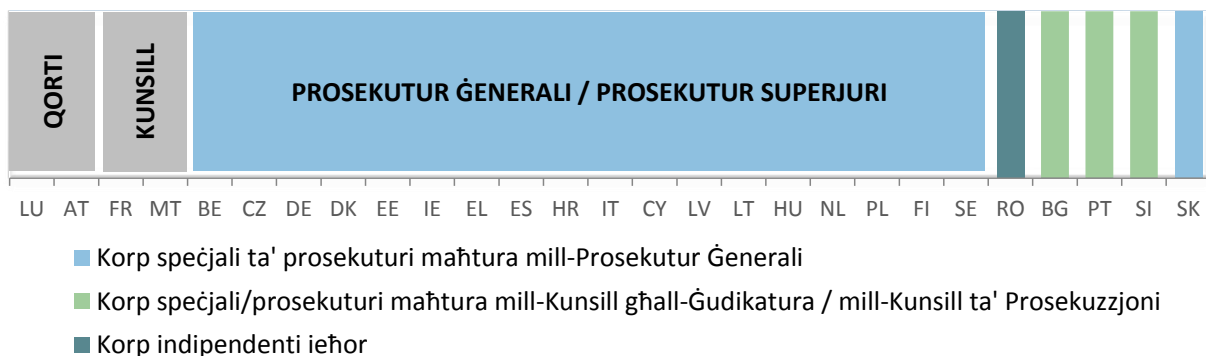 QORTI
KUNSILL
PROSEKUTUR ĠENERALI / PROSEKUTUR SUPERJURI
LU AT FR MT BE CZ DE DK EE IE EL ES HR IT CY LV LT HU NL PL FI SE RO BG PT SI SK
Korp speċjali ta' prosekuturi maħtura mill-Prosekutur Ġenerali
Korp speċjali/prosekuturi maħtura mill-Kunsill għall-Ġudikatura / mill-Kunsill ta' Prosekuzzjoni
Korp indipendenti ieħor